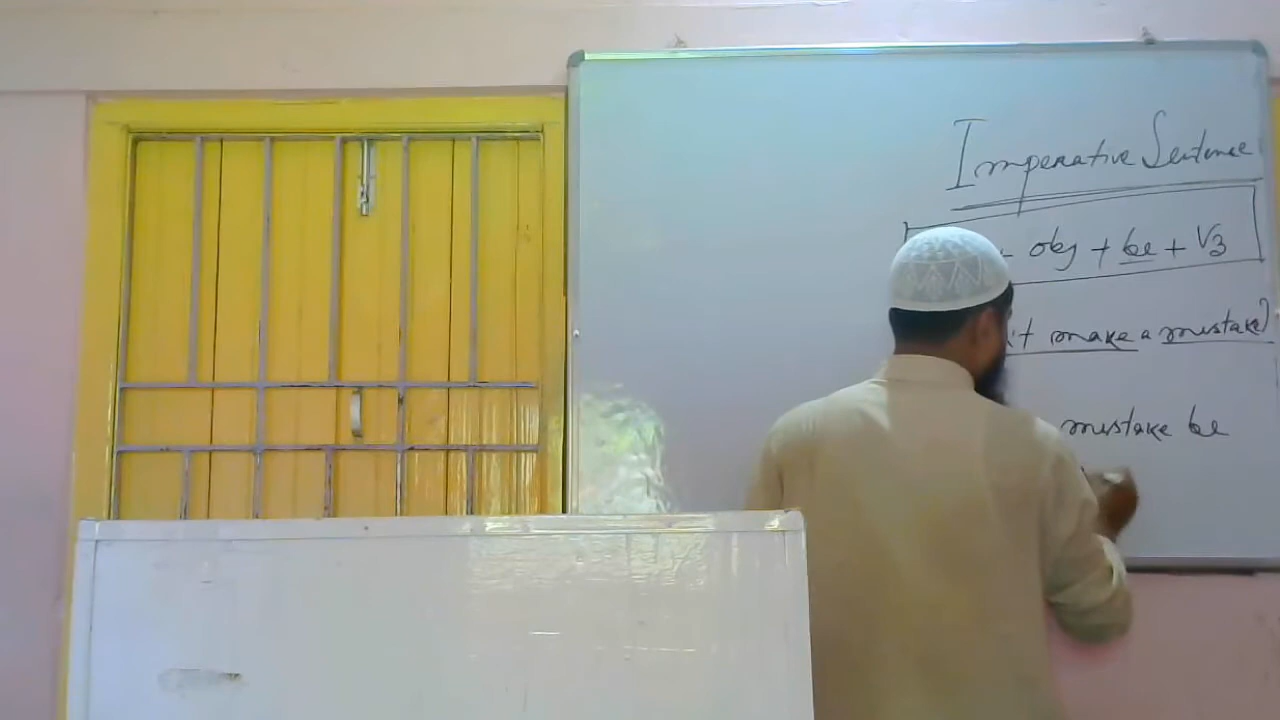 Imperative Sentence
obj + be + V3
make a mistake)
mistake be